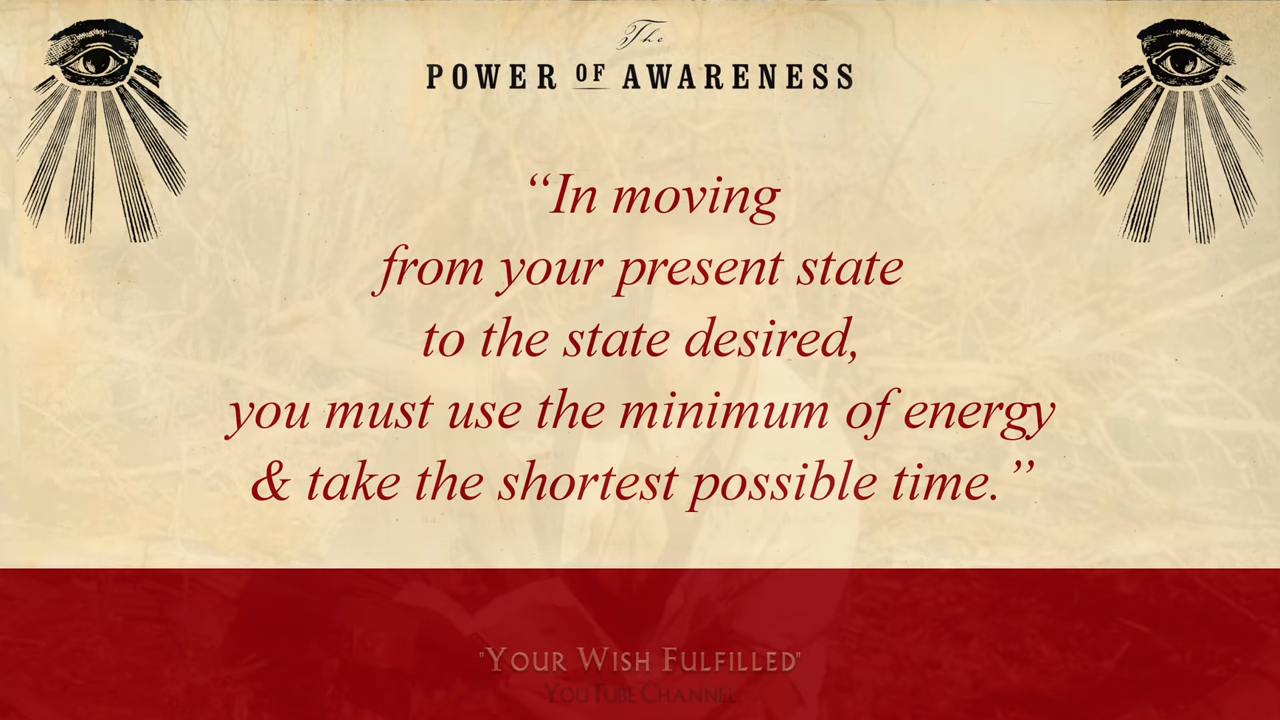 The
POWER OF AWARENESS
“In moving
from your present state
to the state desired,
you must use the minimum of energy
& take the shortest possible time.”
"YOUR WISH FULFILLED"
YOUTUBE CHANNEL